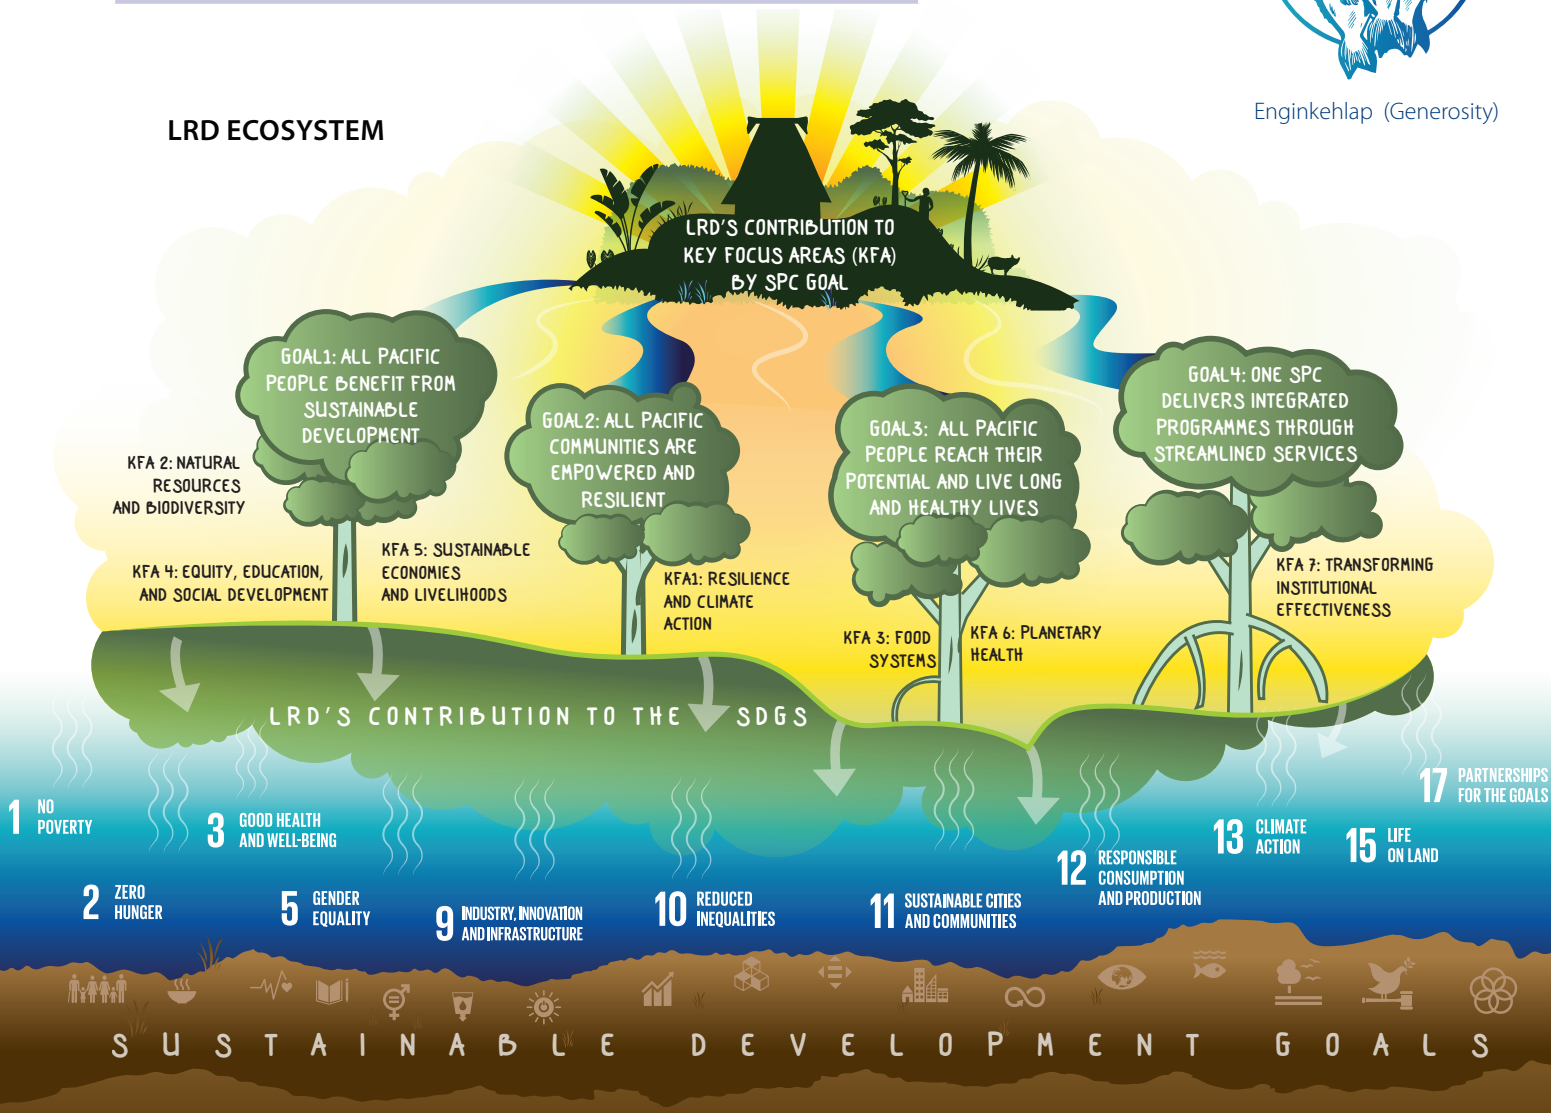 Enginkehlap (Generosity)
LRD ECOSYSTEM
LRD'S CONTRIBUTION TO
KEY FOCUS AREAS (KFA)
BY SPC GOAL
GOAL1: ALL PACIFIC
PEOPLE BENEFIT FROM
SUSTAINABLE
DEVELOPMENT
GOAL2: ALL PACIFIC
COMMUNITIES ARE
EMPOWERED AND
RESILIENT
GOAL3: ALL PACIFIC
PEOPLE REACH THEIR
POTENTIAL AND LIVE LONG
AND HEALTHY LIVES
GOAL4: ONE SPC
DELIVERS INTEGRATED
PROGRAMMES THROUGH
STREAMLINED SERVICES
KFA 2: NATURAL
RESOURCES
AND BIODIVERSITY
KFA 4: EQUITY, EDUCATION,
AND SOCIAL DEVELOPMENT
KFA 5: SUSTAINABLE
ECONOMIES
AND LIVELIHOODS
KFA1: RESILIENCE
AND CLIMATE
ACTION
KFA 3: FOOD
SYSTEMS
KFA 6: PLANETARY
HEALTH
KFA 7: TRANSFORMING
INSTITUTIONAL
EFFECTIVENESS
LRD'S CONTRIBUTION TO THE SDGS
1 NO
POVERTY
2 ZERO
HUNGER
3 GOOD HEALTH
AND WELL-BEING
5 GENDER
EQUALITY
9 INDUSTRY, INNOVATION
AND INFRASTRUCTURE
10 REDUCED
INEQUALITIES
11 SUSTAINABLE CITIES
AND COMMUNITIES
12 RESPONSIBLE
CONSUMPTION
AND PRODUCTION
13 CLIMATE
ACTION
15 LIFE
ON LAND
17 PARTNERSHIPS
FOR THE GOALS
SUSTAINABLE DEVELOPMENT GOALS